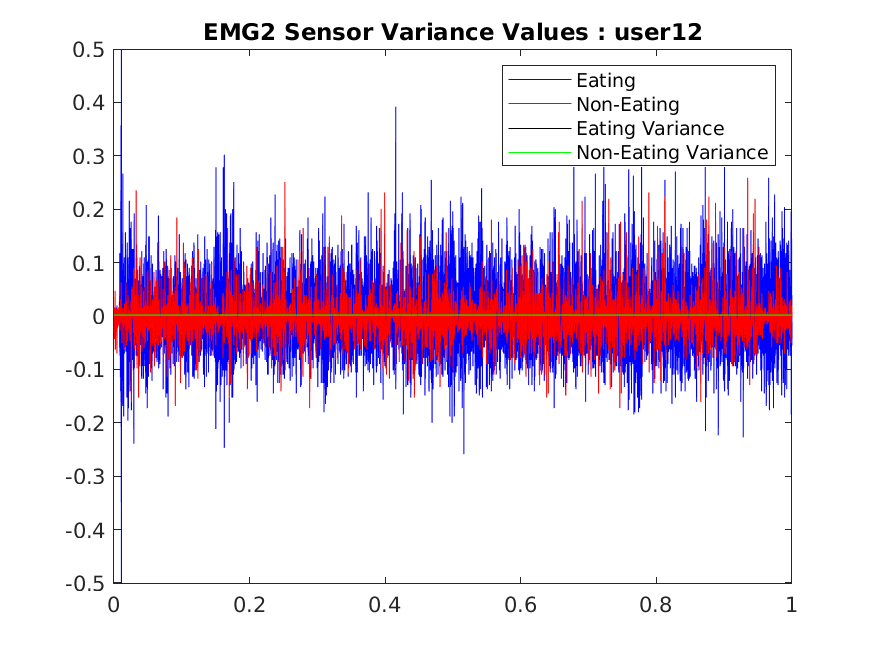 EMG2 Sensor Variance Values : user12
0.5
0.4
0.3
0.2
0.1
0
-0.1
-0.2
-0.3
-0.4
-0.5
Eating
Non-Eating
Eating Variance
Non-Eating Variance
0 0.2 0.4 0.6 0.8 1